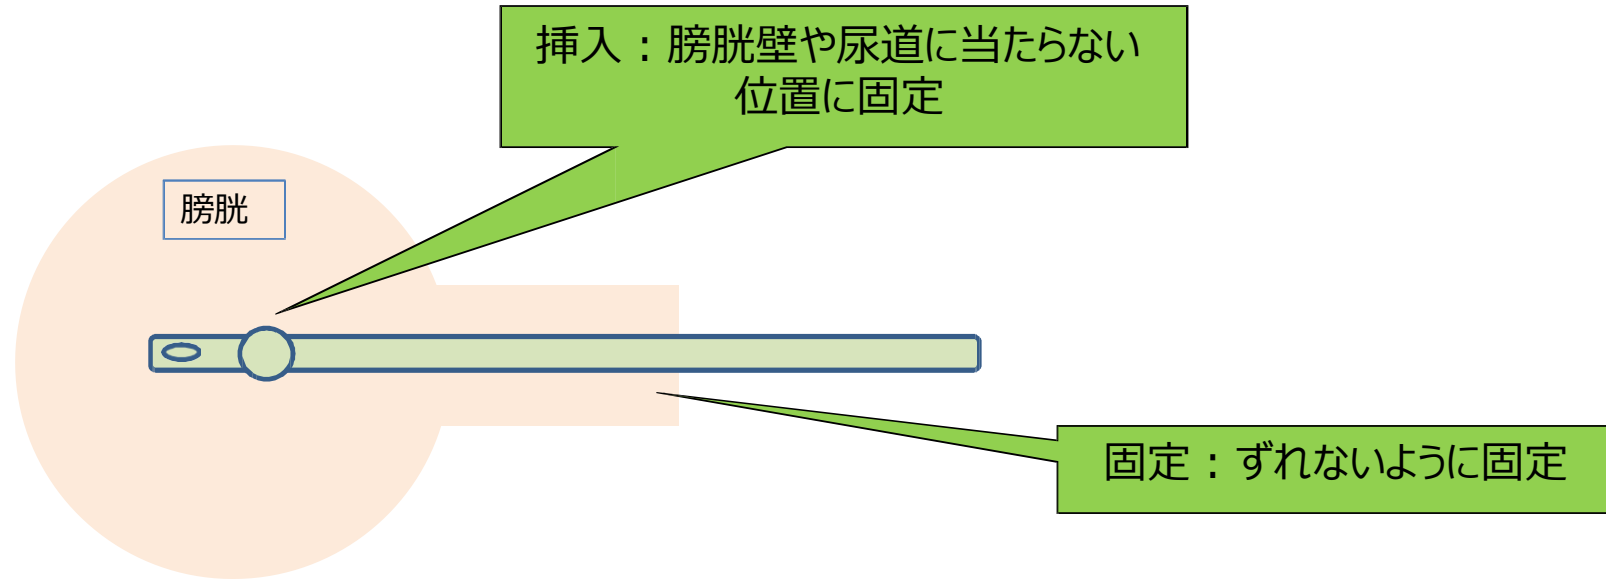 挿入：膀胱壁や尿道に当たらない
位置に固定
膀胱
固定：ずれないように固定